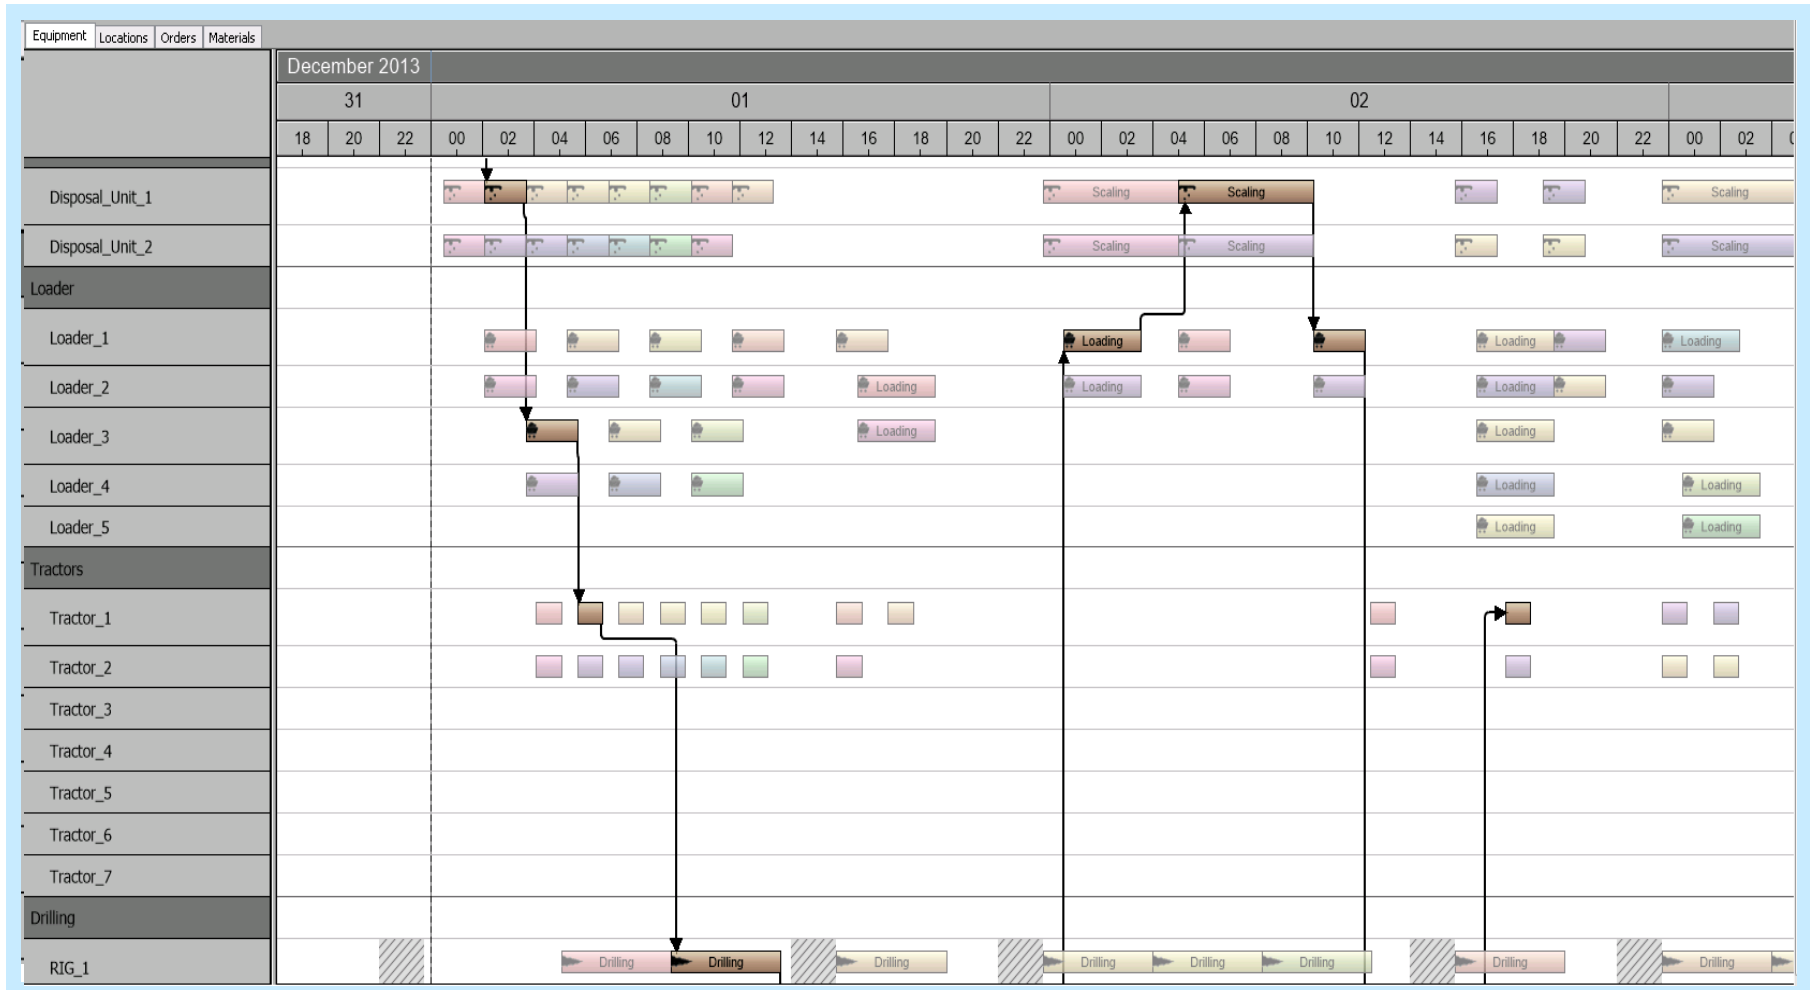 Equipment Locations Orders Materials
December 2013
31 01 02
18 20 22 00 02 04 06 08 10 12 14 16 18 20 22 00 02 04 06 08 10 12 14 16 18 20 22 00 02
Disposal_Unit_1 Scaling Scaling Scaling
Disposal_Unit_2 Scaling Scaling Scaling
Loader
Loader_1 Loading Loading Loading
Loader_2 Loading Loading Loading
Loader_3 Loading Loading
Loader_4 Loading Loading
Loader_5 Loading Loading
Tractors
Tractor_1
Tractor_2
Tractor_3
Tractor_4
Tractor_5
Tractor_6
Tractor_7
Drilling
RIG_1 Drilling Drilling Drilling Drilling Drilling Drilling Drilling Drilling